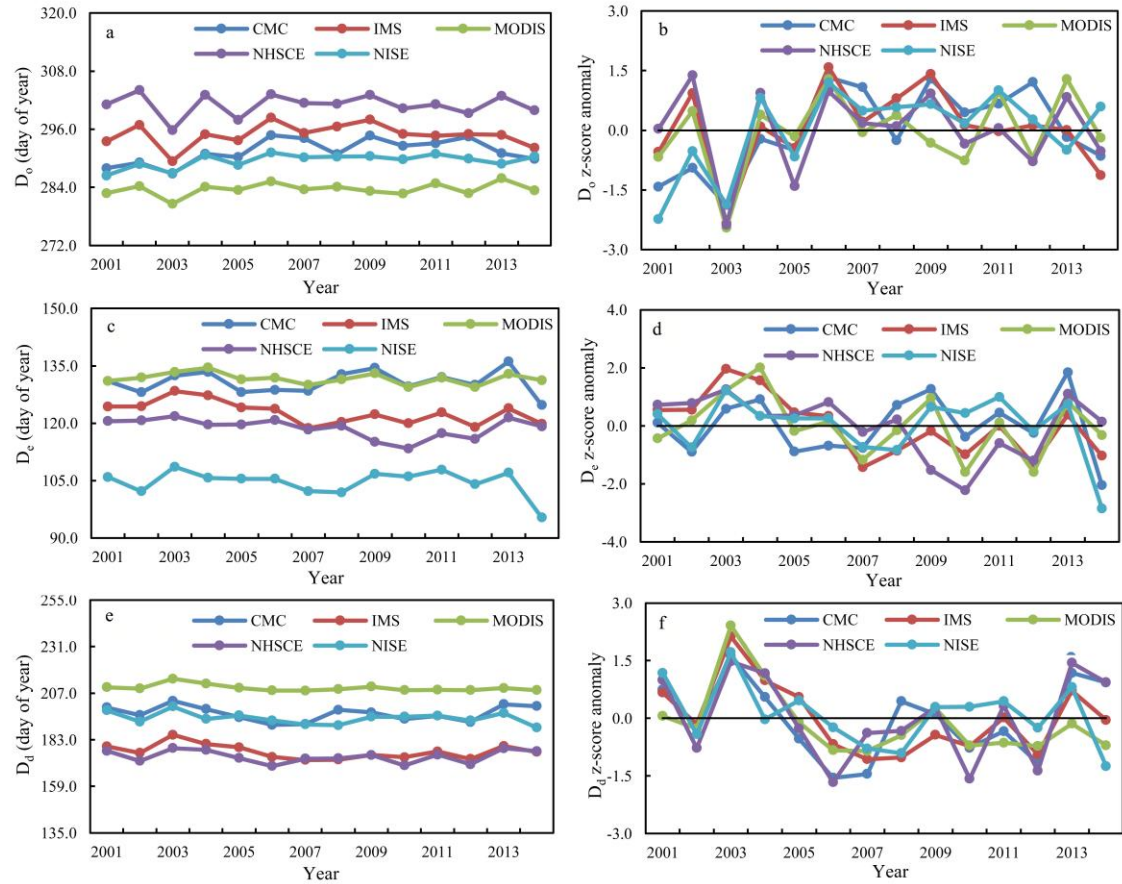 a
CMC IMS MODIS
NHSCE NISE
Do (day of year)
320.0
308.0
296.0
284.0
272.0
2001 2003 2005 2007 2009 2011 2013
Year
b
CMC IMS MODIS
NHSCE NISE
Do z-score anomaly
3.0
1.5
0.0
-1.5
-3.0
2001 2003 2005 2007 2009 2011 2013
Year
c
CMC IMS MODIS
NHSCE NISE
De (day of year)
150.0
135.0
120.0
105.0
90.0
2001 2003 2005 2007 2009 2011 2013
Year
d
CMC IMS MODIS
NHSCE NISE
De z-score anomaly
4.0
2.0
0.0
-2.0
-4.0
2001 2003 2005 2007 2009 2011 2013
Year
e
CMC IMS MODIS
NHSCE NISE
Dd (day of year)
255.0
231.0
207.0
183.0
159.0
135.0
2001 2003 2005 2007 2009 2011 2013
Year
f
CMC IMS MODIS
NHSCE NISE
Dd z-score anomaly
3.0
1.5
0.0
-1.5
-3.0
2001 2003 2005 2007 2009 2011 2013
Year